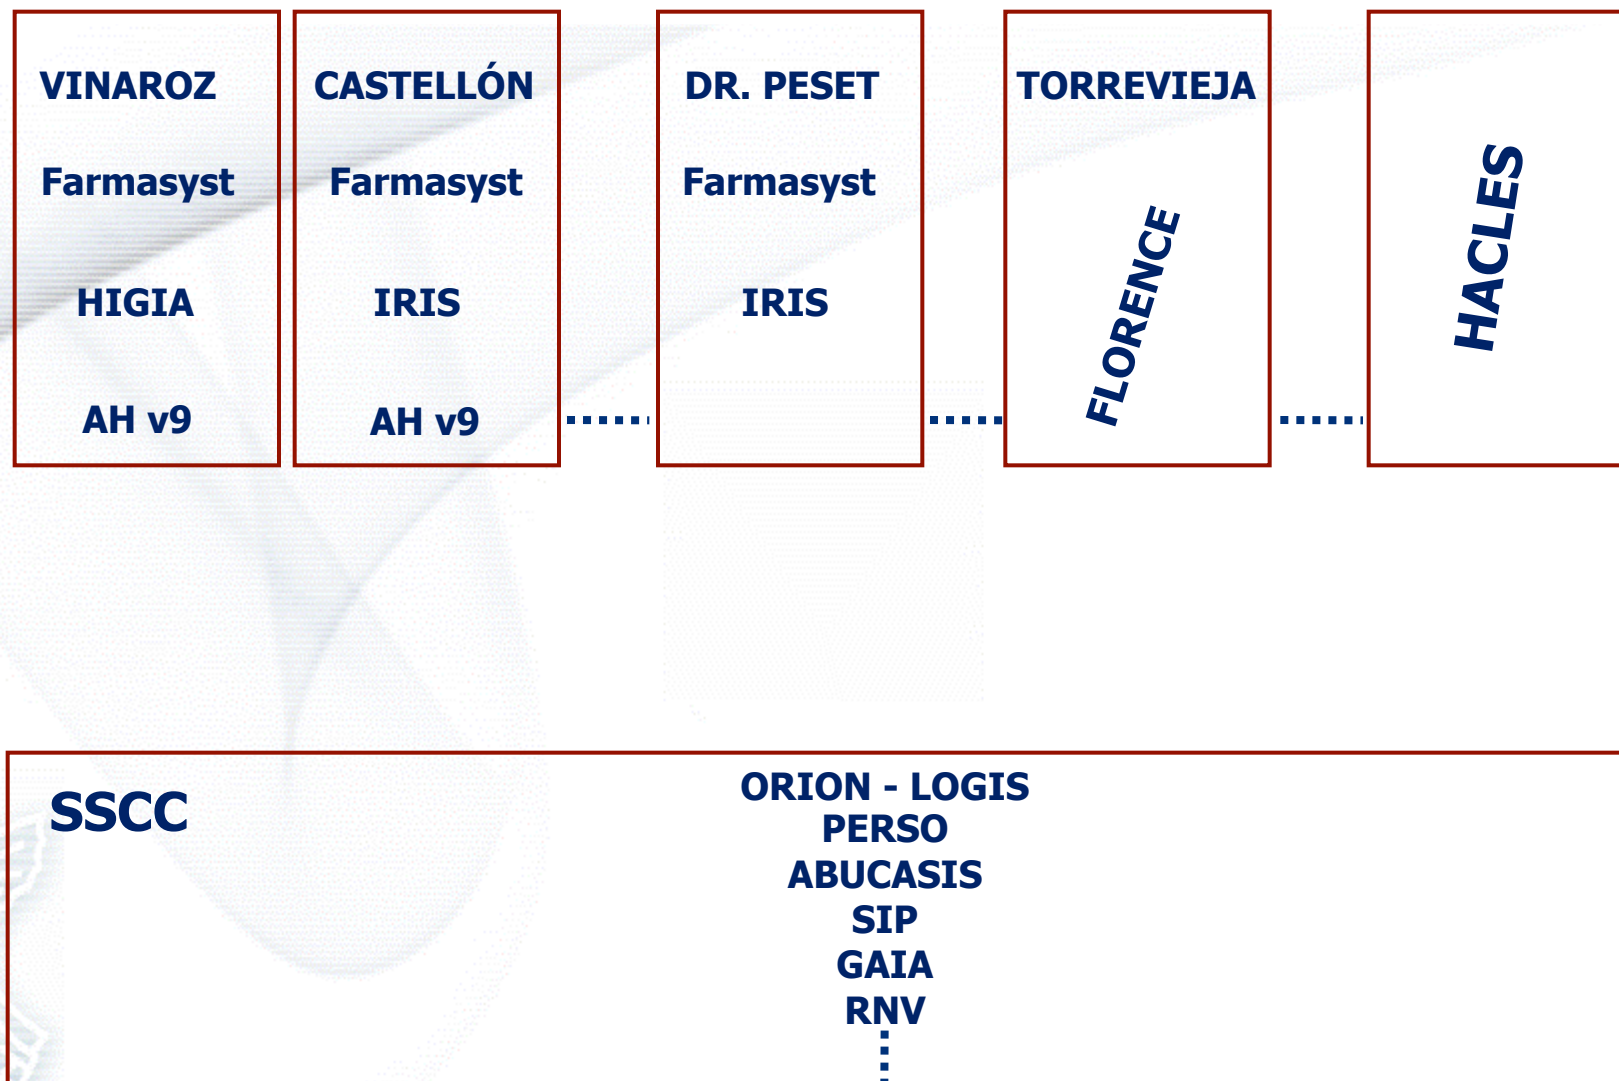 VINAROZ
Farmasyst
HIGIA
AH v9
CASTELLÓN
Farmasyst
IRIS
AH v9
DR. PESET
Farmasyst
IRIS
TORREVIEJA
FLORENCE
HACLES
SSCC
ORION - LOGIS
PERSO
ABUCASIS
SIP
GAIA
RNV